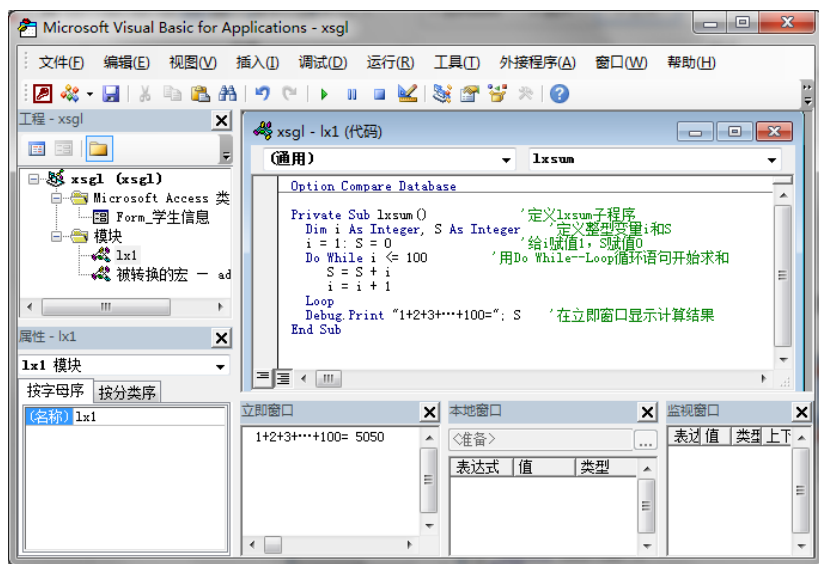 Microsoft Visual Basic for Applications - xsgl
文件(F) 编辑(E) 视图(V) 插入(I) 调试(D) 运行(R) 工具(T) 外接程序(A) 窗口(W) 帮助(H)
工程 - xsgl
xsgl (xsgl)
Microsoft Access 类
Form_学生信息
模块
lx1
被转换的宏 — ad
属性 - lx1
lx1 模块
按字母序 按分类序
(名称) lx1
xsgl - lx1 (代码)
(通用) lxsum
Option Compare Database
Private Sub lxsum() '定义lxsum子程序
Dim i As Integer, S As Integer '定义整型变量i和S
i = 1: S = 0 '给i赋值1，S赋值0
Do While i <= 100 '用Do While--Loop循环语句开始求和
S = S + i
i = i + 1
Loop
Debug.Print "1+2+3+…+100="; S '在立即窗口显示计算结果
End Sub
立即窗口
1+2+3+…+100= 5050
本地窗口
<准备>
...
表达式 值 类型
监视窗口
表达 值 类型 上下